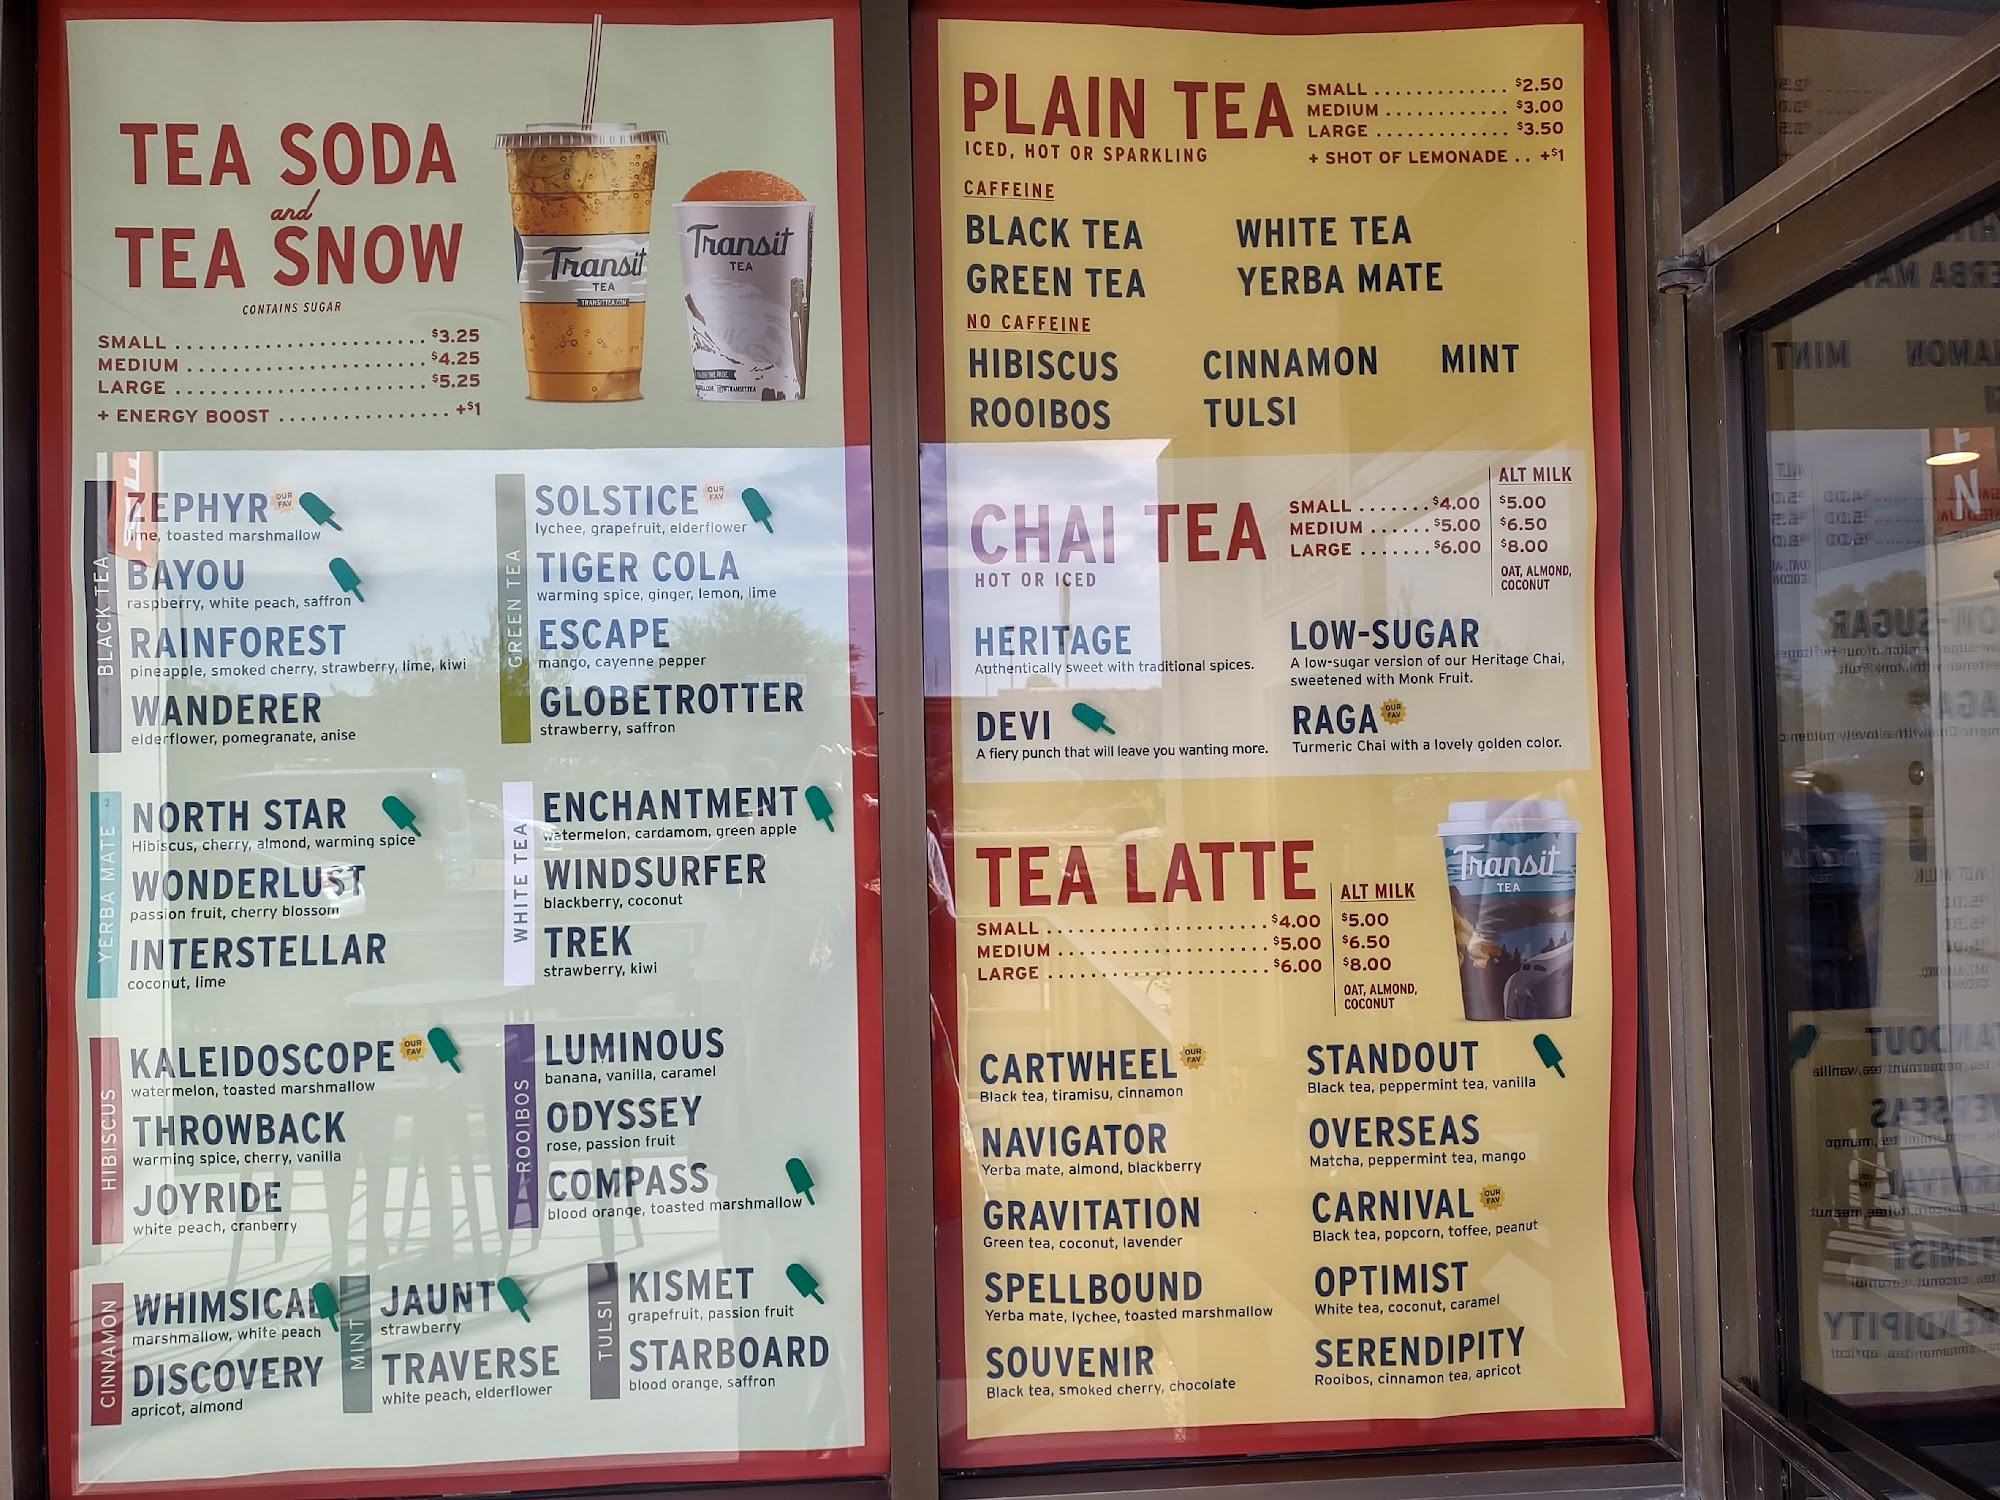 TEA SODA
and
TEA SNOW
CONTAINS SUGAR
SMALL $3.25
MEDIUM $4.25
LARGE $5.25
+ ENERGY BOOST +$1
Transit
TEA
TRANSITTEA.COM
Transit
TEA
BLACK TEA
ZEPHYR OUR FAV
lime, toasted marshmallow
BAYOU
raspberry, white peach, saffron
RAINFOREST
pineapple, smoked cherry, strawberry, lime, kiwi
WANDERER
elderflower, pomegranate, anise
GREEN TEA
SOLSTICE OUR FAV
lychee, grapefruit, elderflower
TIGER COLA
warming spice, ginger, lemon, lime
ESCAPE
mango, cayenne pepper
GLOBETROTTER
strawberry, saffron
YERBA MATE
NORTH STAR
Hibiscus, cherry, almond, warming spice
WONDERLUST
passion fruit, cherry blossom
INTERSTELLAR
coconut, lime
WHITE TEA
ENCHANTMENT
watermelon, cardamom, green apple
WINDSURFER
blackberry, coconut
TREK
strawberry, kiwi
HIBISCUS
KALEIDOSCOPE OUR FAV
watermelon, toasted marshmallow
THROWBACK
warming spice, cherry, vanilla
JOYRIDE
white peach, cranberry
ROOIBOS
LUMINOUS
banana, vanilla, caramel
ODYSSEY
rose, passion fruit
COMPASS
blood orange, toasted marshmallow
CINNAMON
WHIMSICAL
marshmallow, white peach
DISCOVERY
apricot, almond
MINT
JAUNT
strawberry
TRAVERSE
white peach, elderflower
TULSI
KISMET
grapefruit, passion fruit
STARBOARD
blood orange, saffron
PLAIN TEA
ICED, HOT OR SPARKLING
SMALL $2.50
MEDIUM $3.00
LARGE $3.50
+ SHOT OF LEMONADE +$1
CAFFEINE
BLACK TEA WHITE TEA
GREEN TEA YERBA MATE
NO CAFFEINE
HIBISCUS CINNAMON MINT
ROOIBOS TULSI
CHAI TEA
HOT OR ICED
ALT MILK
SMALL $4.00 $5.00
MEDIUM $5.00 $6.50
LARGE $6.00 $8.00
OAT, ALMOND,
COCONUT
HERITAGE
Authentically sweet with traditional spices.
LOW-SUGAR
A low-sugar version of our Heritage Chai,
sweetened with Monk Fruit.
DEVI
A fiery punch that will leave you wanting more.
RAGA OUR FAV
Turmeric Chai with a lovely golden color.
TEA LATTE
ALT MILK
SMALL $4.00 $5.00
MEDIUM $5.00 $6.50
LARGE $6.00 $8.00
OAT, ALMOND,
COCONUT
Transit
TEA
CARTWHEEL OUR FAV
Black tea, tiramisu, cinnamon
NAVIGATOR
Yerba mate, almond, blackberry
GRAVITATION
Green tea, coconut, lavender
SPELLBOUND
Yerba mate, lychee, toasted marshmallow
SOUVENIR
Black tea, smoked cherry, chocolate
STANDOUT
Black tea, peppermint tea, vanilla
OVERSEAS
Matcha, peppermint tea, mango
CARNIVAL OUR FAV
Black tea, popcorn, toffee, peanut
OPTIMIST
White tea, coconut, caramel
SERENDIPITY
Rooibos, cinnamon tea, apricot